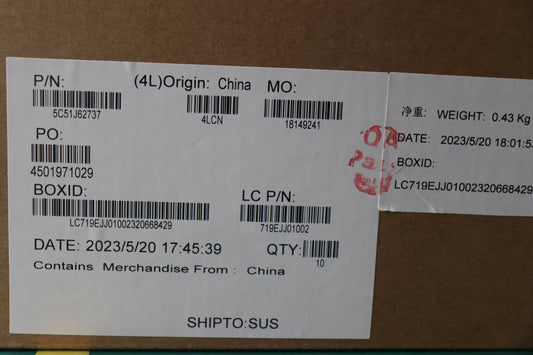 P/N: (4L)Origin: China MO:
5C51J62737 4LCN 18149241
PO:
4501971029
BOXID: LC P/N:
LC719EJJ01002320668429 719EJJ01002
DATE: 2023/5/20 17:45:39 QTY:
10
Contains Merchandise From : China
SHIPTO:SUS
净重: WEIGHT: 0.43 Kg
DATE: 2023/5/20 18:01:53
BOXID:
LC719EJJ01002320668429